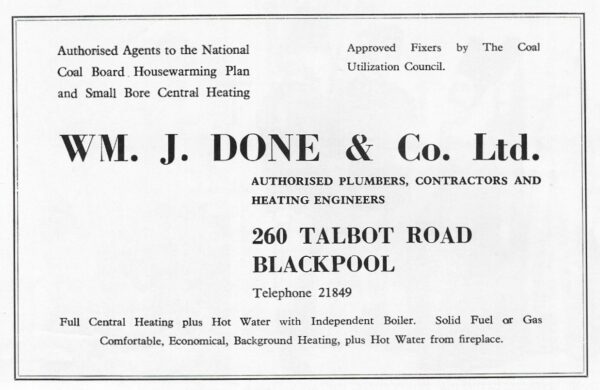 Authorised Agents to the National
Coal Board Housewarming Plan
and Small Bore Central Heating
Approved Fixers by The Coal
Utilization Council.
WM. J. DONE & Co. Ltd.
AUTHORISED PLUMBERS, CONTRACTORS AND
HEATING ENGINEERS
260 TALBOT ROAD
BLACKPOOL
Telephone 21849
Full Central Heating plus Hot Water with Independent Boiler. Solid Fuel or Gas
Comfortable, Economical, Background Heating, plus Hot Water from fireplace.